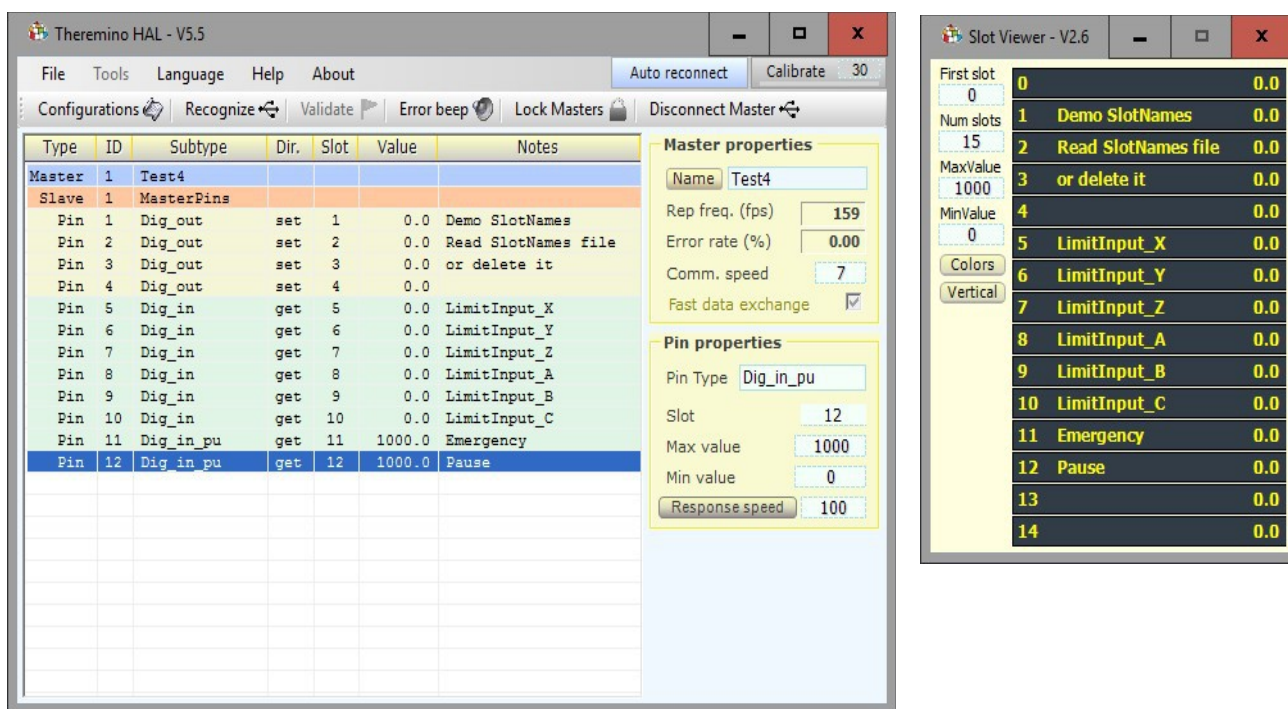 Theremino HAL - V5.5
File Tools Language Help About Auto reconnect Calibrate 30
Configurations Recognize Validate Error beep Lock Masters Disconnect Master
Type ID Subtype Dir. Slot Value Notes
Master 1 Test4
Slave 1 MasterPins
Pin 1 Dig_out set 1 0.0 Demo SlotNames
Pin 2 Dig_out set 2 0.0 Read SlotNames file
Pin 3 Dig_out set 3 0.0 or delete it
Pin 4 Dig_out set 4 0.0
Pin 5 Dig_in get 5 0.0 LimitInput_X
Pin 6 Dig_in get 6 0.0 LimitInput_Y
Pin 7 Dig_in get 7 0.0 LimitInput_Z
Pin 8 Dig_in get 8 0.0 LimitInput_A
Pin 9 Dig_in get 9 0.0 LimitInput_B
Pin 10 Dig_in get 10 0.0 LimitInput_C
Pin 11 Dig_in_pu get 11 1000.0 Emergency
Pin 12 Dig_in_pu get 12 1000.0 Pause
Master properties
Name Test4
Rep freq. (fps) 159
Error rate (%) 0.00
Comm. speed 7
Fast data exchange
Pin properties
Pin Type Dig_in_pu
Slot 12
Max value 1000
Min value 0
Response speed 100
Slot Viewer - V2.6
First slot
0
Num slots
15
MaxValue
1000
MinValue
0
Colors
Vertical
0 0.0
1 Demo SlotNames 0.0
2 Read SlotNames file 0.0
3 or delete it 0.0
4 0.0
5 LimitInput_X 0.0
6 LimitInput_Y 0.0
7 LimitInput_Z 0.0
8 LimitInput_A 0.0
9 LimitInput_B 0.0
10 LimitInput_C 0.0
11 Emergency 0.0
12 Pause 0.0
13 0.0
14 0.0